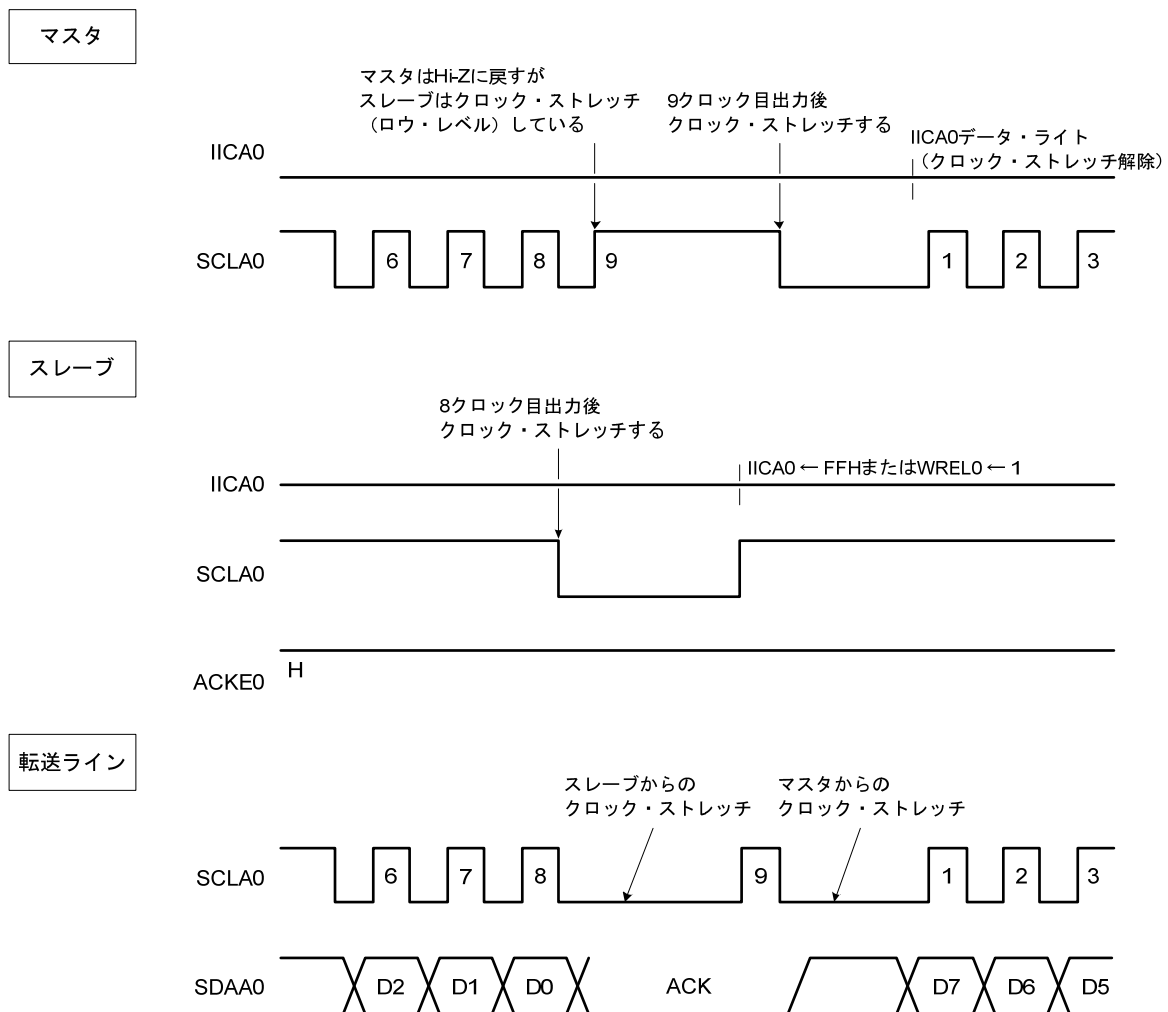 マスタ
マスタはHi-Zに戻すが
スレーブはクロック・ストレッチ
（ロウ・レベル）している
9クロック目出力後
クロック・ストレッチする
IICA0データ・ライト
（クロック・ストレッチ解除）
IICA0
SCLA0
6 7 8 9 1 2 3
スレーブ
8クロック目出力後
クロック・ストレッチする
IICA0 ← FFHまたはWREL0 ← 1
IICA0
SCLA0
H
ACKE0
転送ライン
スレーブからの
クロック・ストレッチ
マスタからの
クロック・ストレッチ
SCLA0
6 7 8 9 1 2 3
SDAA0
D2 D1 D0 ACK D7 D6 D5